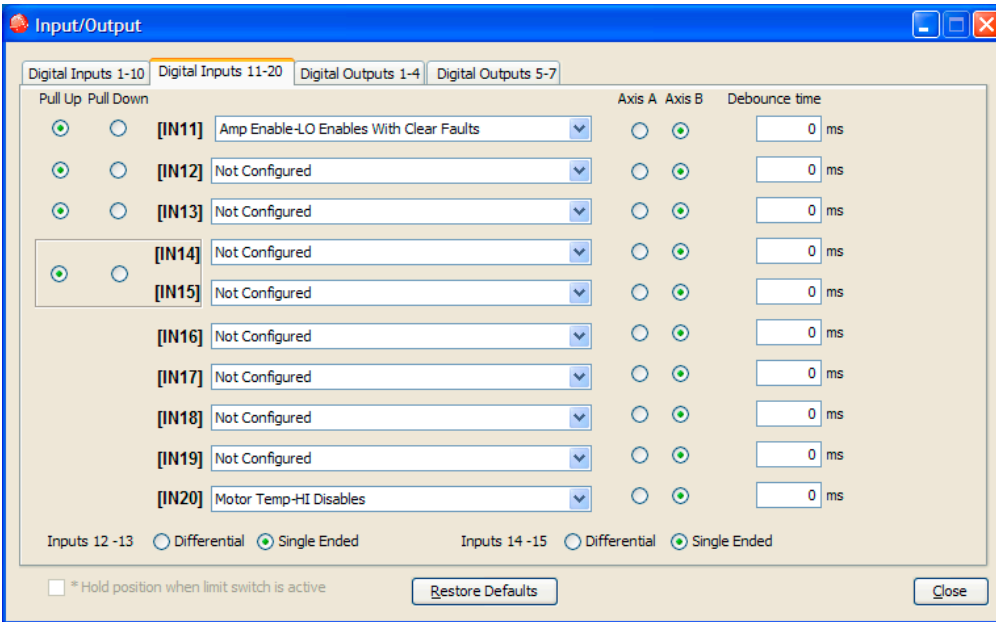 Input/Output
Digital Inputs 1-10 Digital Inputs 11-20 Digital Outputs 1-4 Digital Outputs 5-7
Pull Up Pull Down Axis A Axis B Debounce time
[IN11] Amp Enable-LO Enables With Clear Faults 0 ms
[IN12] Not Configured 0 ms
[IN13] Not Configured 0 ms
[IN14] Not Configured 0 ms
[IN15] Not Configured 0 ms
[IN16] Not Configured 0 ms
[IN17] Not Configured 0 ms
[IN18] Not Configured 0 ms
[IN19] Not Configured 0 ms
[IN20] Motor Temp-HI Disables 0 ms
Inputs 12 -13 Differential Single Ended Inputs 14 -15 Differential Single Ended
* Hold position when limit switch is active Restore Defaults Close